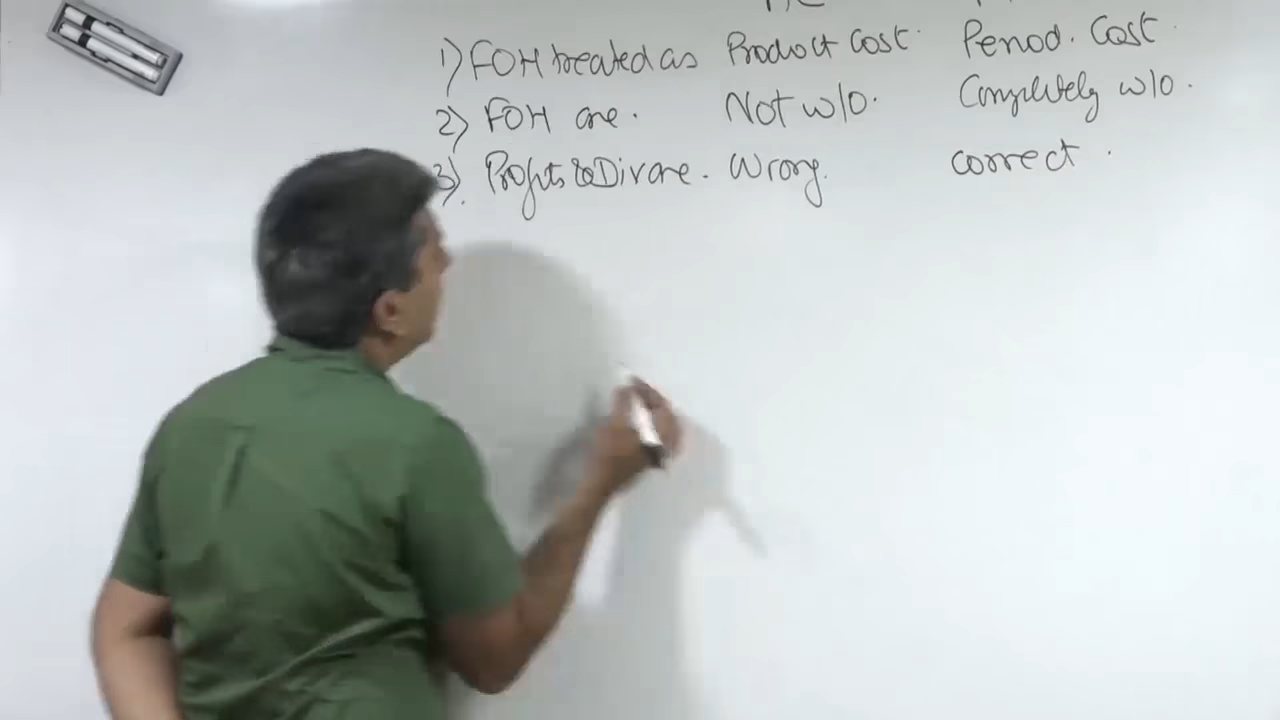 1) FOH treated as Product Cost. Period. Cost.
2) FOH are. Not w/o. Completely w/o.
3). Profits & Div are. Wrong. correct.